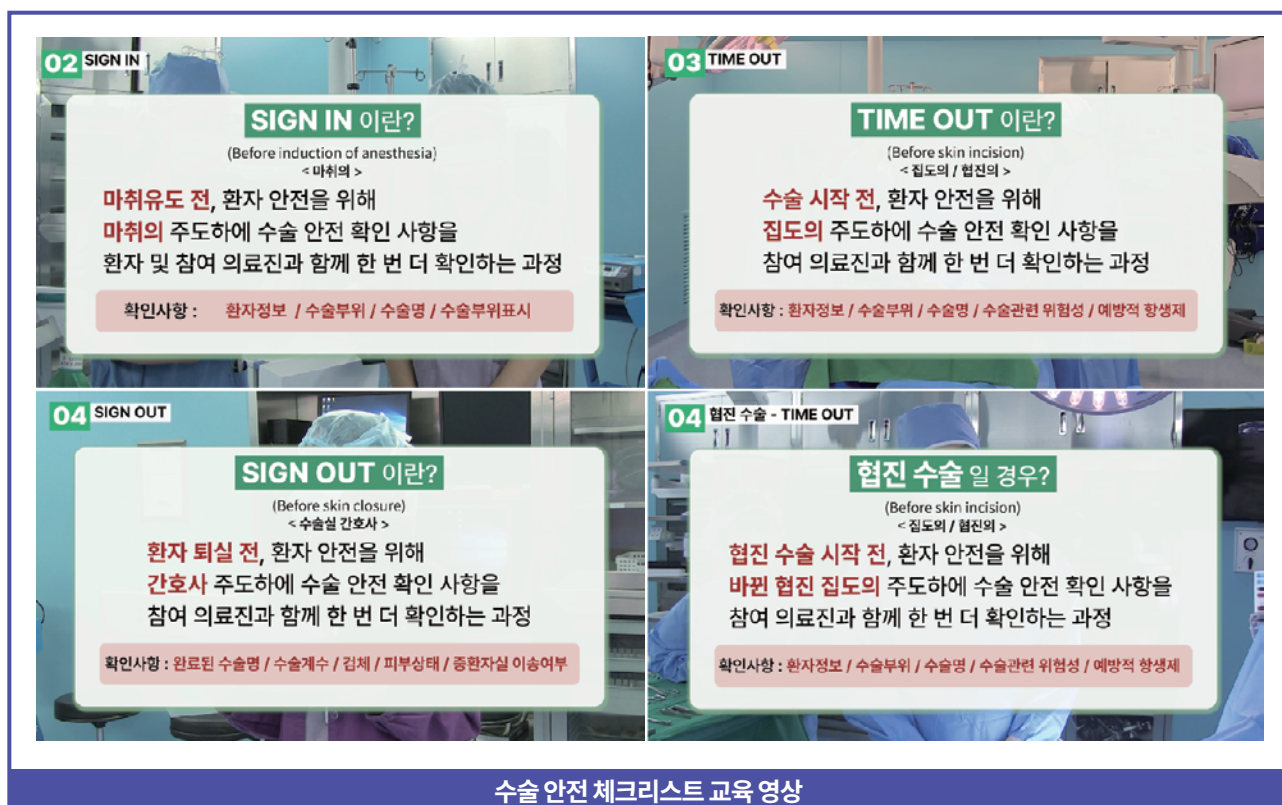 02 SIGN IN
SIGN IN 이란?
(Before induction of anesthesia)
< 마취의 >
마취유도 전, 환자 안전을 위해
마취의 주도하에 수술 안전 확인 사항을
환자 및 참여 의료진과 함께 한 번 더 확인하는 과정
확인사항 : 환자정보 / 수술부위 / 수술명 / 수술부위표시
03 TIME OUT
TIME OUT 이란?
(Before skin incision)
< 집도의 / 협진의 >
수술 시작 전, 환자 안전을 위해
집도의 주도하에 수술 안전 확인 사항을
참여 의료진과 함께 한 번 더 확인하는 과정
확인사항 : 환자정보 / 수술부위 / 수술명 / 수술관련 위험성 / 예방적 항생제
04 SIGN OUT
SIGN OUT 이란?
(Before skin closure)
< 수술실 간호사 >
환자 퇴실 전, 환자 안전을 위해
간호사 주도하에 수술 안전 확인 사항을
참여 의료진과 함께 한 번 더 확인하는 과정
확인사항 : 완료된 수술명 / 수술계수 / 검체 / 피부상태 / 중환자실 이송여부
04 협진 수술 - TIME OUT
협진 수술 일 경우?
(Before skin incision)
< 집도의 / 협진의 >
협진 수술 시작 전, 환자 안전을 위해
바뀐 협진 집도의 주도하에 수술 안전 확인 사항을
참여 의료진과 함께 한 번 더 확인하는 과정
확인사항 : 환자정보 / 수술부위 / 수술명 / 수술관련 위험성 / 예방적 항생제
수술 안전 체크리스트 교육 영상